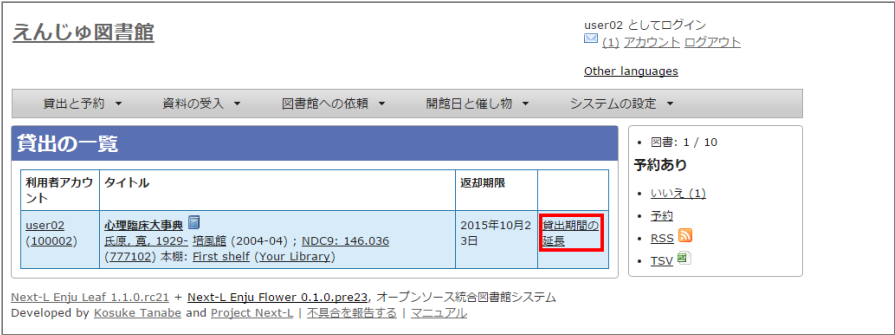 えんじゅ図書館
user02 としてログイン
(1) アカウント ログアウト
Other languages
貸出と予約 ▼ 資料の受入 ▼ 図書館への依頼 ▼ 開館日と催し物 ▼ システムの設定 ▼
貸出の一覧
利用者アカウ
ント
タイトル
返却期限
user02
(100002)
心理臨床大事典
氏原, 寛, 1929- 培風館 (2004-04) ; NDC9: 146.036
(777102) 本棚: First shelf (Your Library)
2015年10月2
3日
貸出期間の
延長
• 図書: 1 / 10
予約あり
• いいえ (1)
• 予約
• RSS
• TSV
Next-L Enju Leaf 1.1.0.rc21 + Next-L Enju Flower 0.1.0.pre23, オープンソース統合図書館システム
Developed by Kosuke Tanabe and Project Next-L | 不具合を報告する | マニュアル